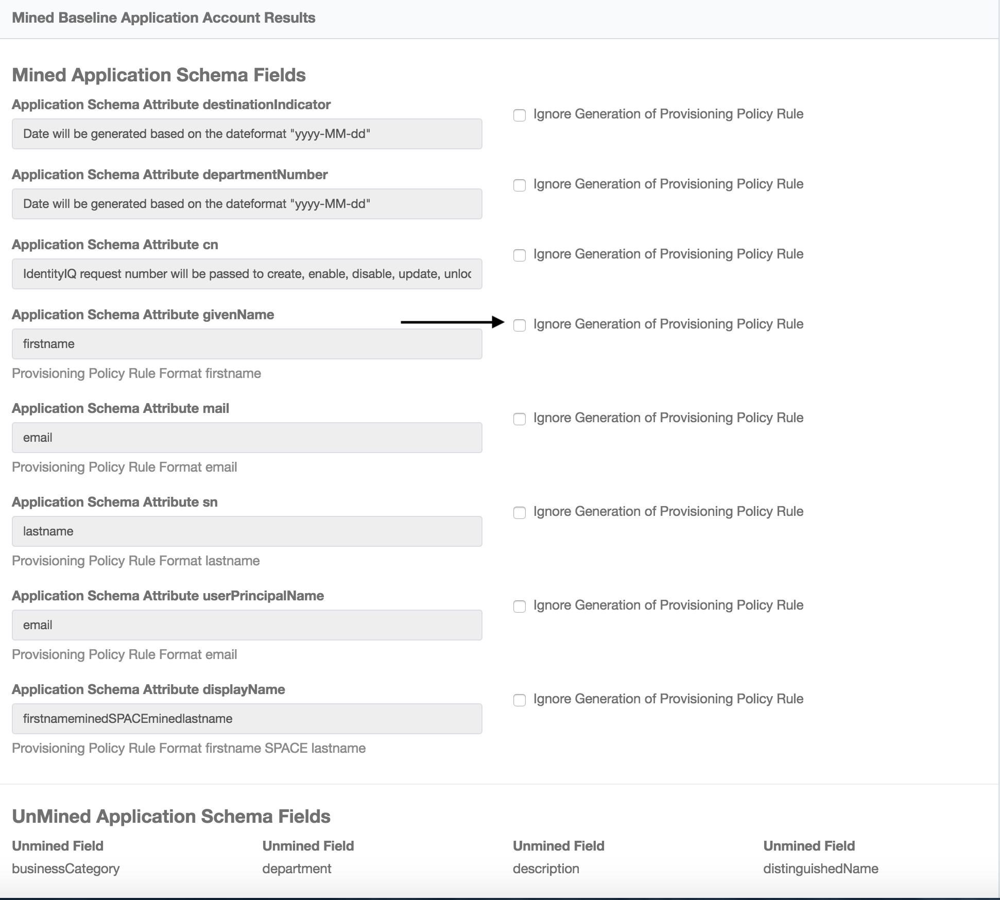 Mined Baseline Application Account Results
Mined Application Schema Fields
Application Schema Attribute destinationIndicator
Ignore Generation of Provisioning Policy Rule
Date will be generated based on the dateformat "yyyy-MM-dd"
Application Schema Attribute departmentNumber
Ignore Generation of Provisioning Policy Rule
Date will be generated based on the dateformat "yyyy-MM-dd"
Application Schema Attribute cn
Ignore Generation of Provisioning Policy Rule
IdentityIQ request number will be passed to create, enable, disable, update, unloc
Application Schema Attribute givenName
Ignore Generation of Provisioning Policy Rule
firstname
Provisioning Policy Rule Format firstname
Application Schema Attribute mail
Ignore Generation of Provisioning Policy Rule
email
Provisioning Policy Rule Format email
Application Schema Attribute sn
Ignore Generation of Provisioning Policy Rule
lastname
Provisioning Policy Rule Format lastname
Application Schema Attribute userPrincipalName
Ignore Generation of Provisioning Policy Rule
email
Provisioning Policy Rule Format email
Application Schema Attribute displayName
Ignore Generation of Provisioning Policy Rule
firstnameminedSPACEminedlastname
Provisioning Policy Rule Format firstname SPACE lastname
UnMined Application Schema Fields
Unmined Field Unmined Field Unmined Field Unmined Field
businessCategory department description distinguishedName